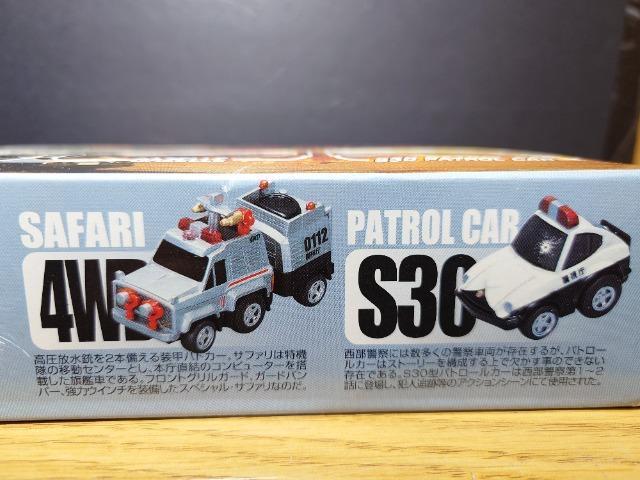 S30 PATROL CAR
SAFARI
4WD
0112
高圧放水銃を2本備える装甲パトカー、サファリは特機
隊の移動センターとし、本庁直結のコンピューターを搭
載した旗艦車である。フロントグリルガード、ガードバン
パー、強力ウインチを装備したスペシャル・サファリなのだ。
PATROL CAR
S30
警視庁
西部警察には数多くの警察車両が存在するが、パトロー
ルカーはストーリーを構成する上で欠かす事のできない
存在である。S30型パトロールカーは西部警察第1~2
話に登場し、犯人追跡等のアクションシーンにて使用された。